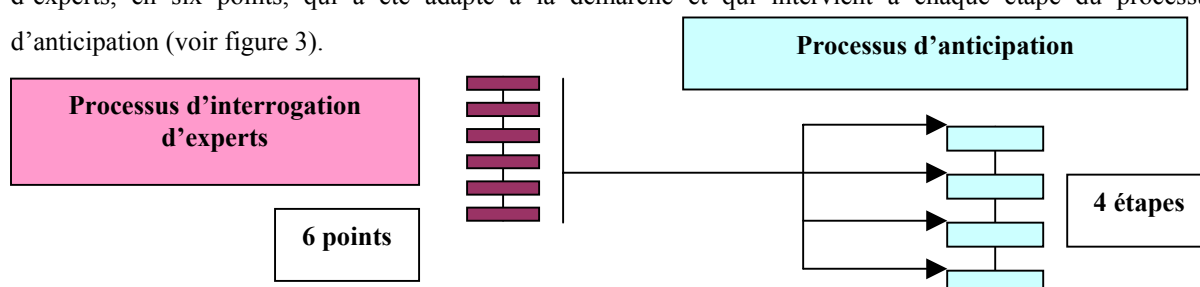 d'experts, en six points, qui a été adapté à la démarche et qui intervient à chaque étape du processus
d'anticipation (voir figure 3).
Processus d'anticipation
Processus d'interrogation
d'experts
6 points
4 étapes